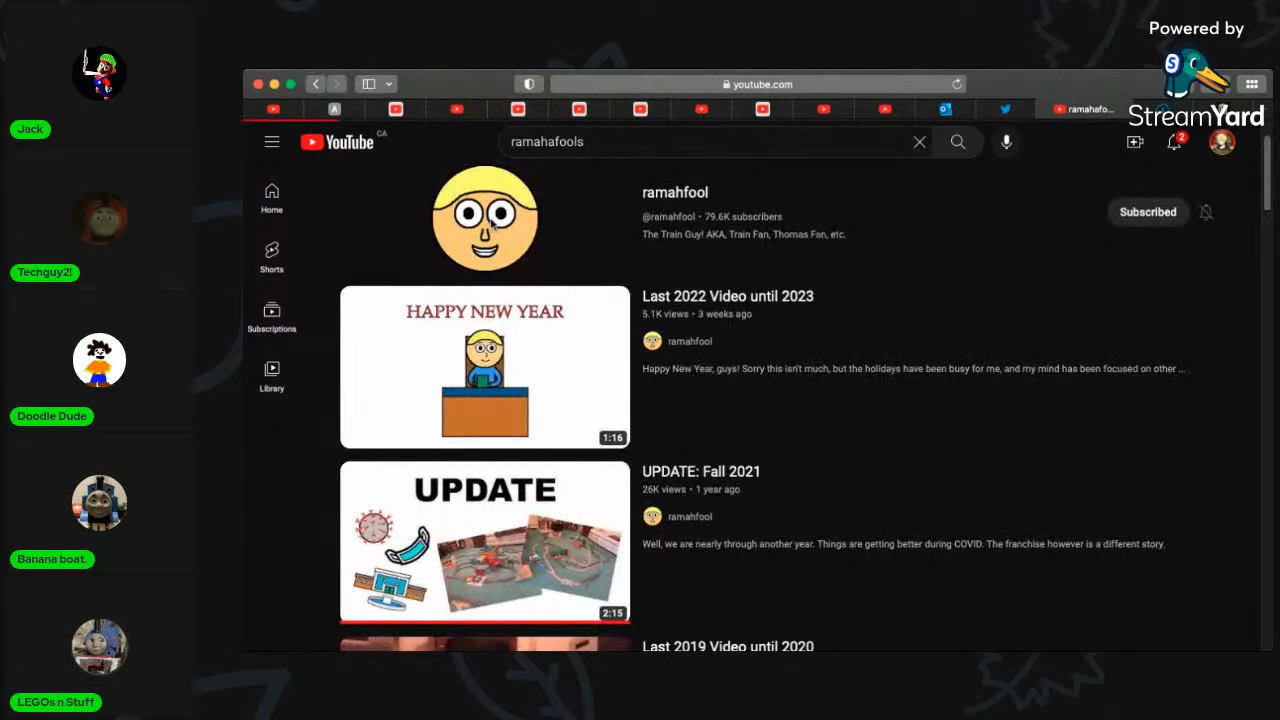 Powered by
StreamYard
Jack
Techguy2!
Doodle Dude
Banana boat.
LEGOs n Stuff
youtube.com
ramahafo...
YouTube CA
ramahafools
2
Home
Shorts
Subscriptions
Library
ramahfool
@ramahfool • 79.6K subscribers
The Train Guy! AKA, Train Fan, Thomas Fan, etc.
Subscribed
HAPPY NEW YEAR
1:16
Last 2022 Video until 2023
5.1K views • 3 weeks ago
ramahfool
Happy New Year, guys! Sorry this isn't much, but the holidays have been busy for me, and my mind has been focused on other ...
UPDATE
2:15
UPDATE: Fall 2021
26K views • 1 year ago
ramahfool
Well, we are nearly through another year. Things are getting better during COVID. The franchise however is a different story.
Last 2019 Video until 2020